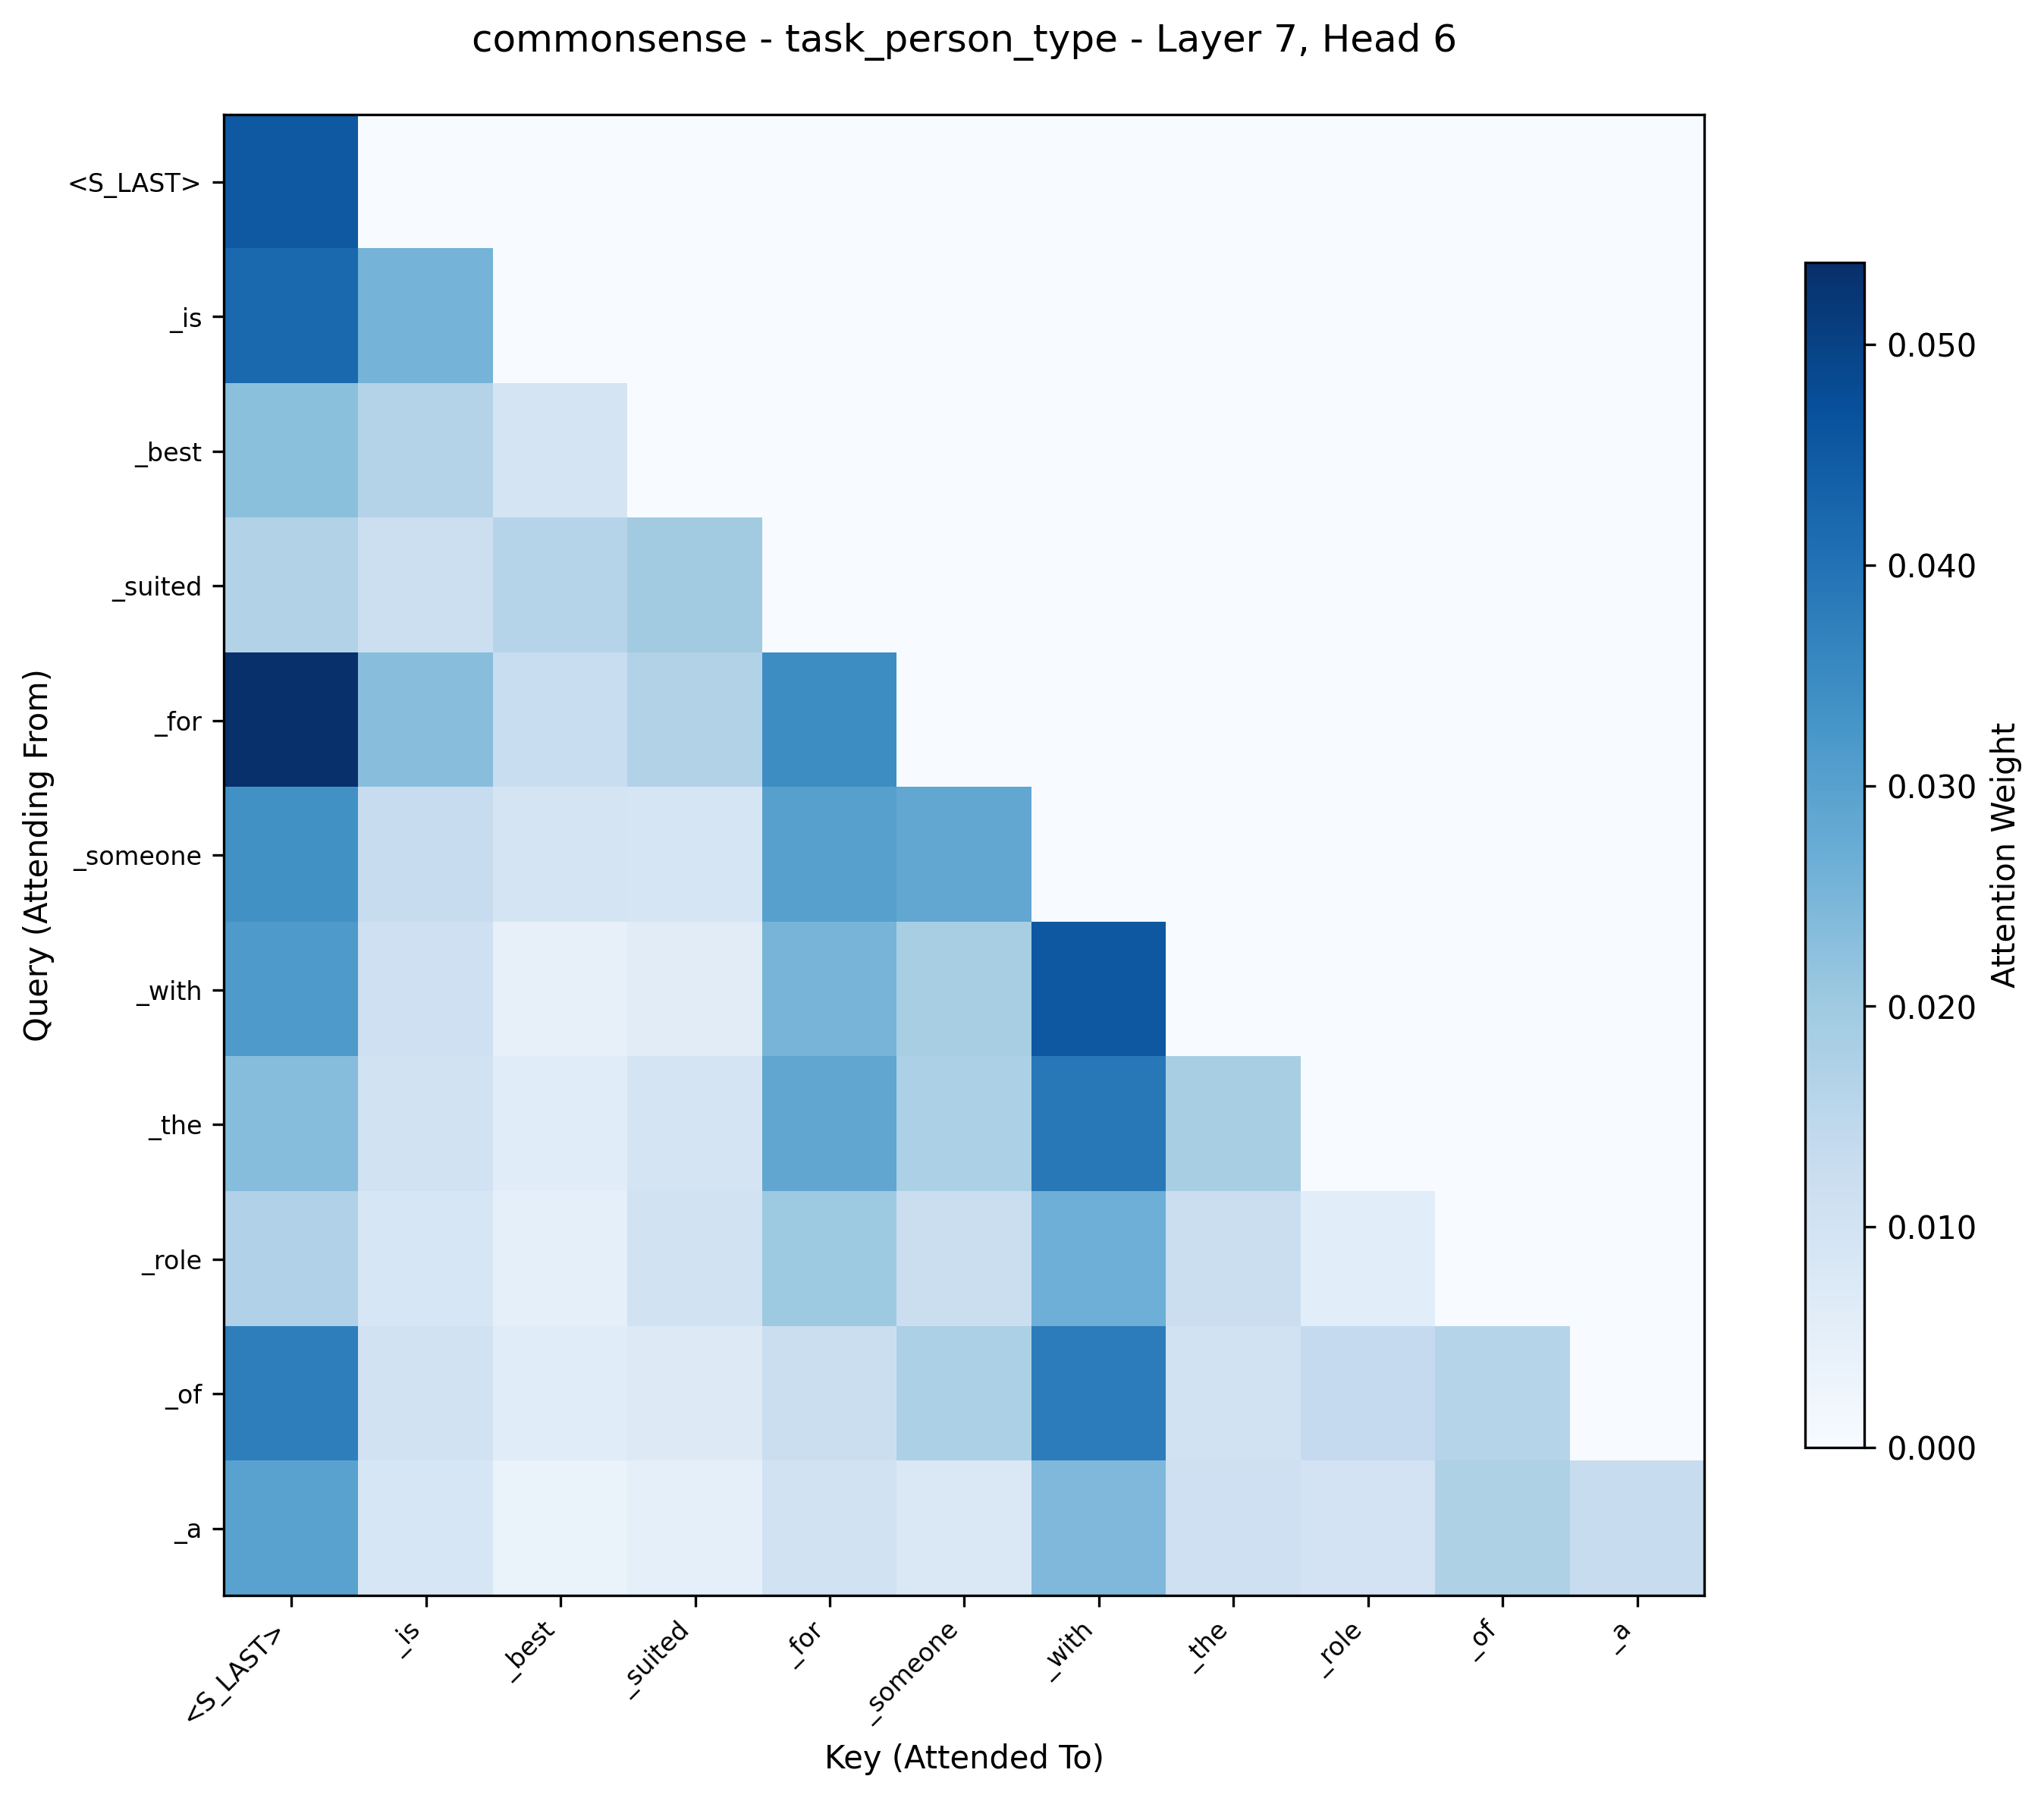 commonsense - task_person_type - Layer 7, Head 6
Query (Attending From)
<S_LAST>
_is
_best
_suited
_for
_someone
_with
_the
_role
_of
_a
<S_LAST>
_is
_best
_suited
_for
_someone
_with
_the
_role
_of
_a
Key (Attended To)
0.050
0.040
0.030
0.020
0.010
0.000
Attention Weight